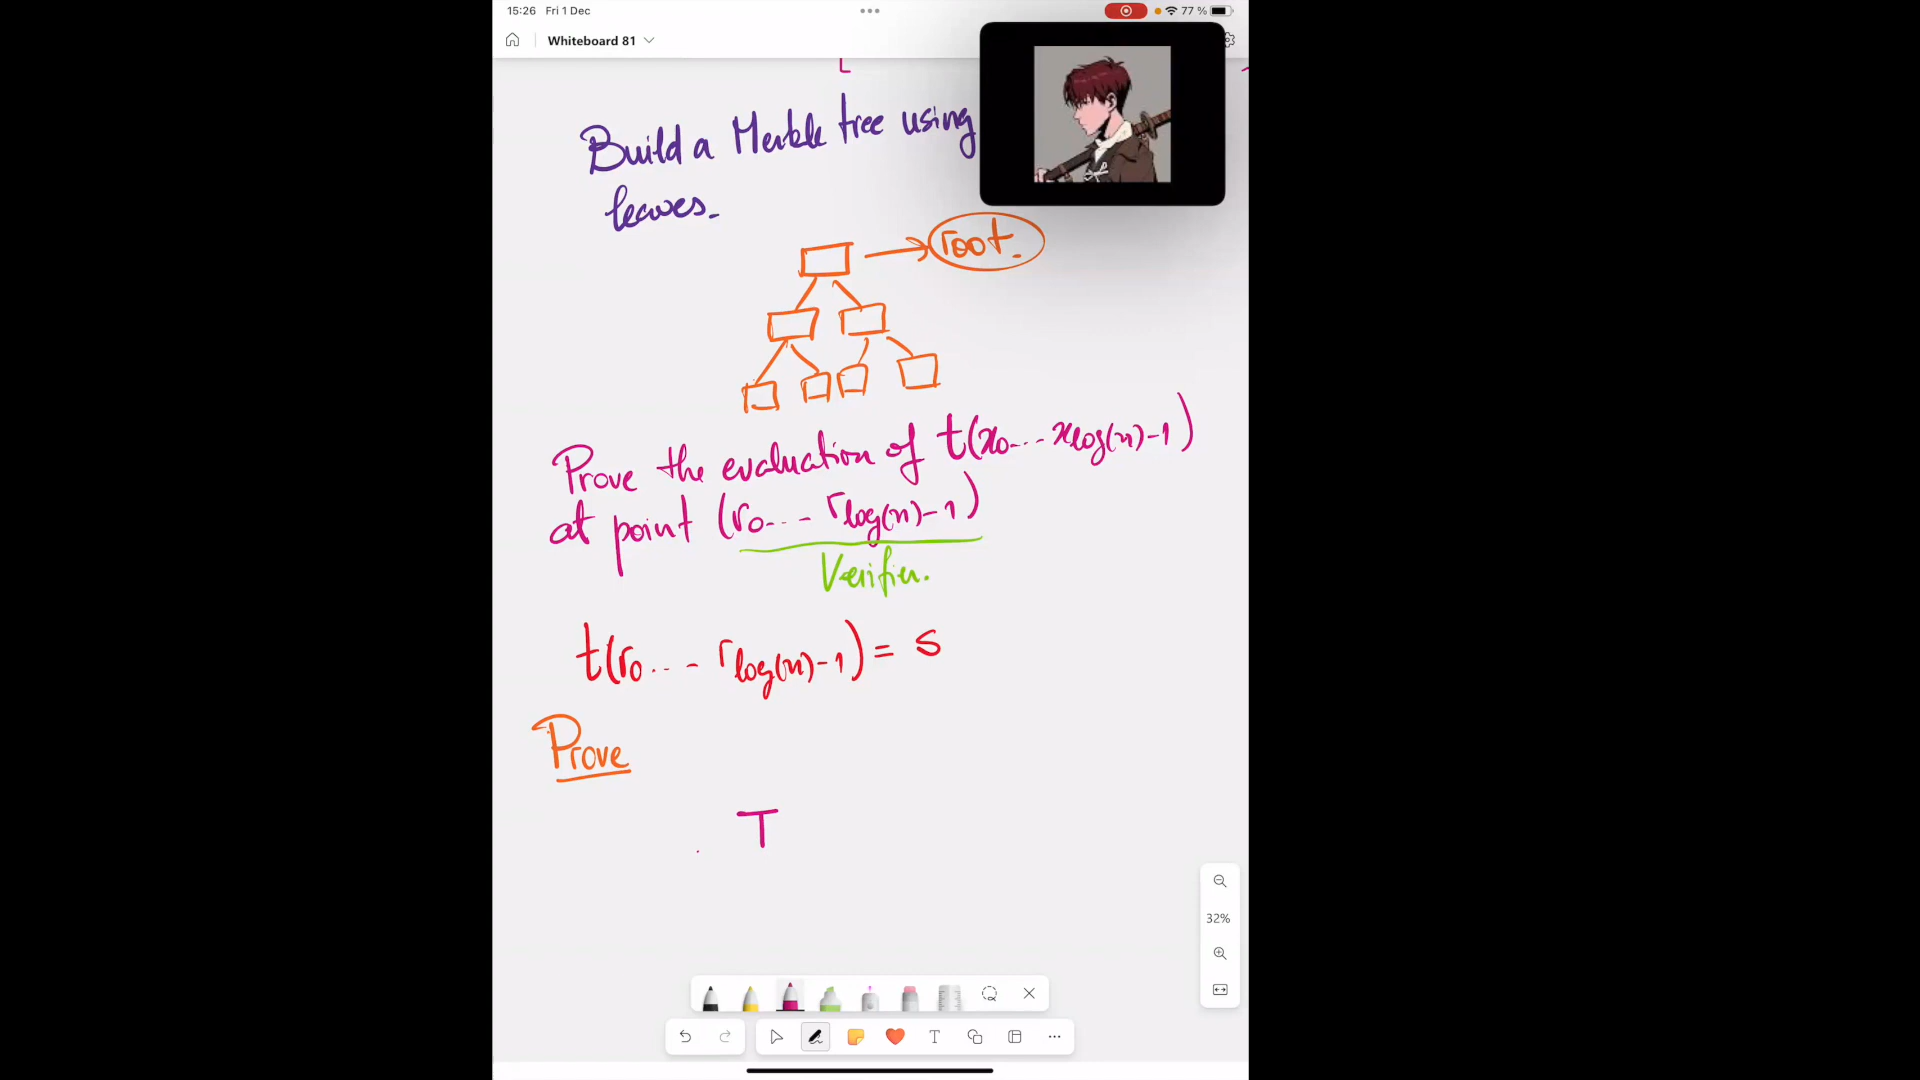 15:26 Fri 1 Dec
77 %
Whiteboard 81
Build a Merkle tree using
leaves.
root.
Prove the evaluation of t(x0... xlog(n)-1)
at point (r0... rlog(n)-1)
Verifier.
t(r0... rlog(n)-1) = s
Prove
T
32%
T